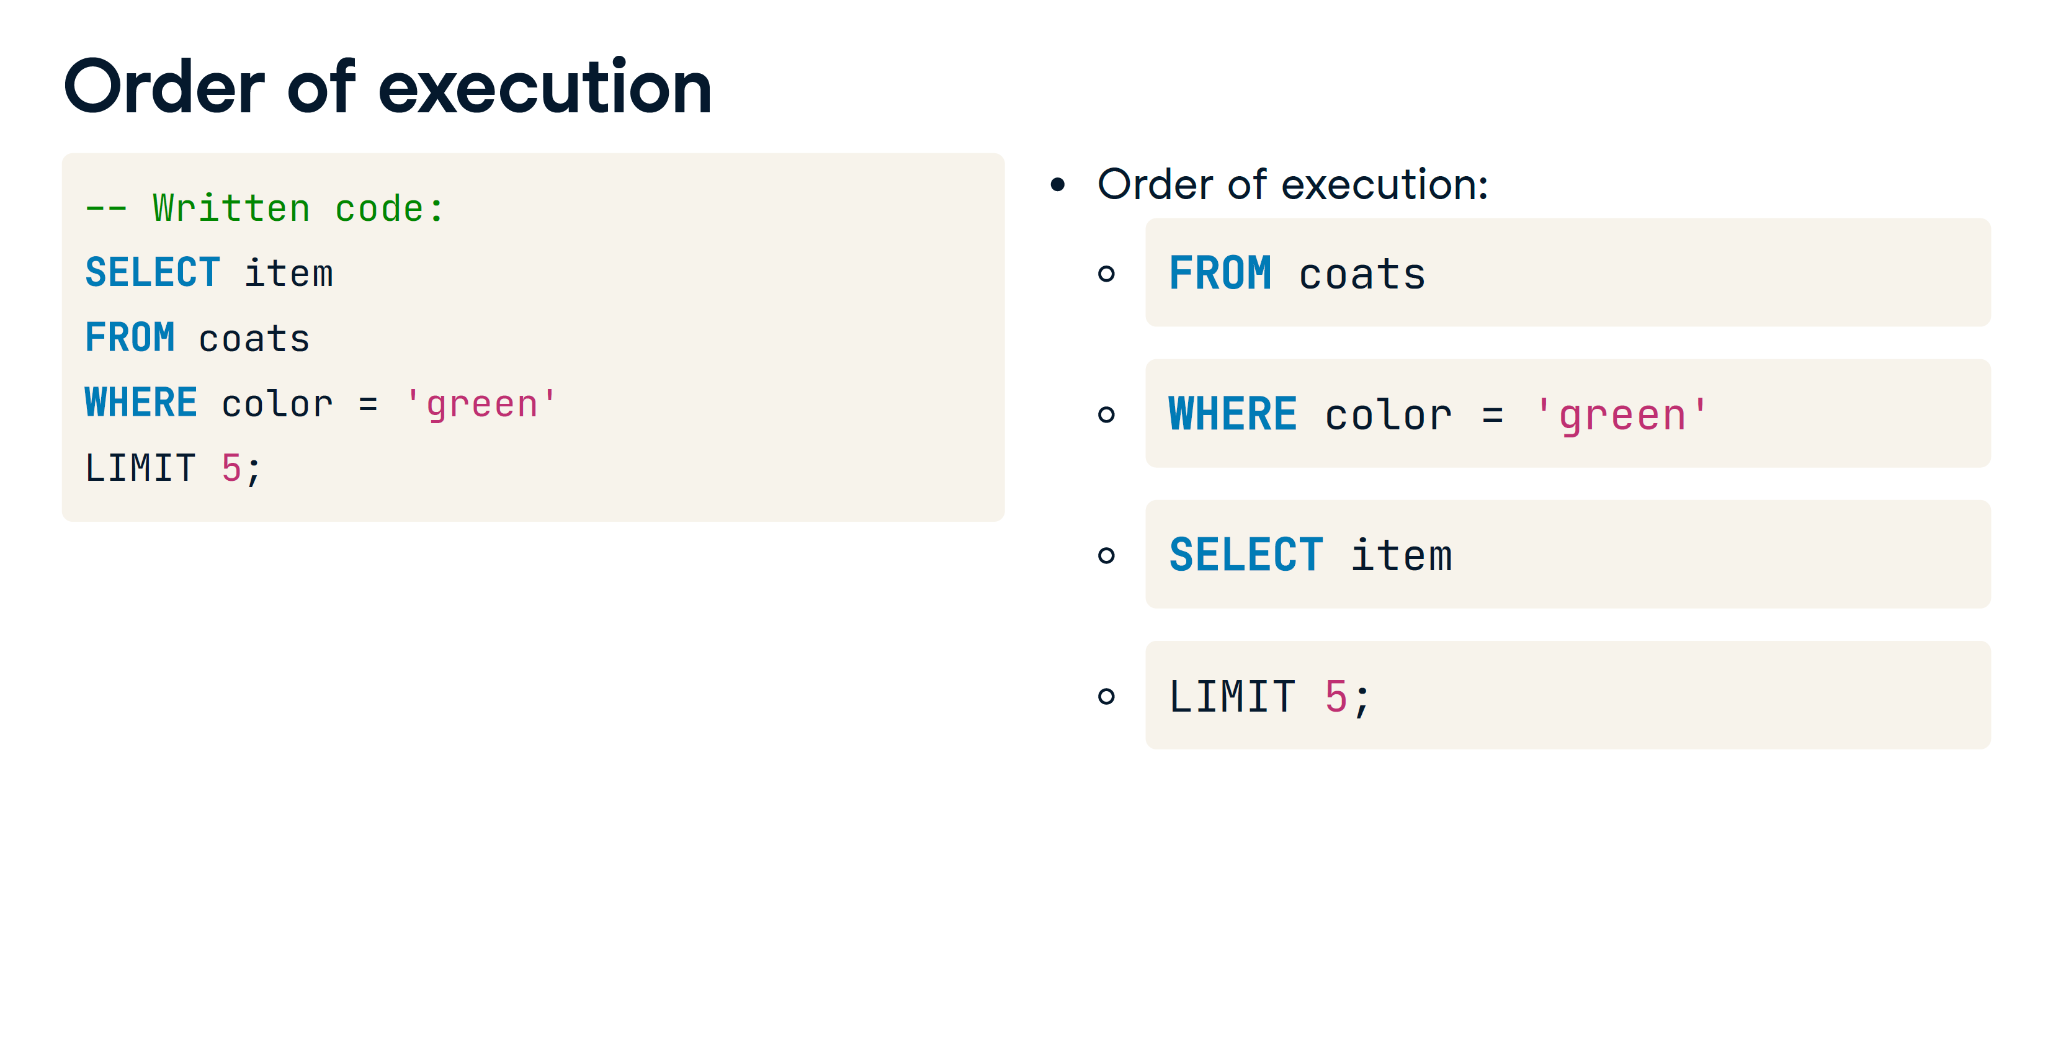 Order of execution
-- Written code:
SELECT item
FROM coats
WHERE color = 'green'
LIMIT 5;
Order of execution:
FROM coats
WHERE color = 'green'
SELECT item
LIMIT 5;